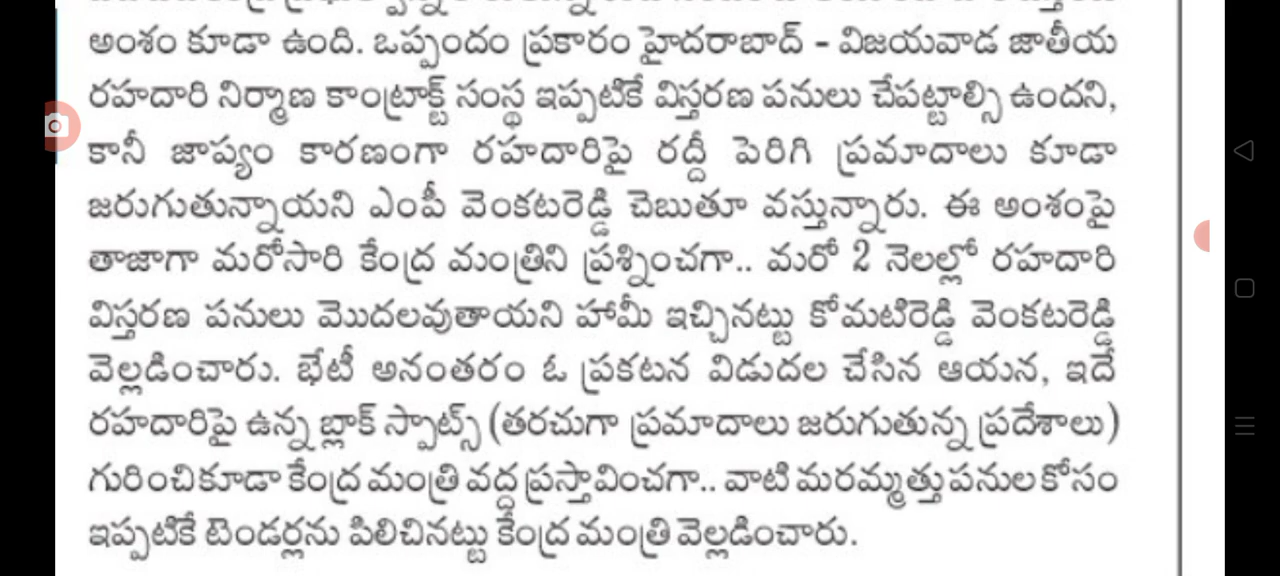 అంశం కూడా ఉంది. ఒప్పందం ప్రకారం హైదరాబాద్ - విజయవాడ జాతీయ
రహదారి నిర్మాణ కాంట్రాక్ట్ సంస్థ ఇప్పటికే విస్తరణ పనులు చేపట్టాల్సి ఉందని,
కానీ జాప్యం కారణంగా రహదారిపై రద్దీ పెరిగి ప్రమాదాలు కూడా
జరుగుతున్నాయని ఎంపీ వెంకటరెడ్డి చెబుతూ వస్తున్నారు. ఈ అంశంపై
తాజాగా మరోసారి కేంద్ర మంత్రిని ప్రశ్నించగా.. మరో 2 నెలల్లో రహదారి
విస్తరణ పనులు మొదలవుతాయని హామీ ఇచ్చినట్టు కోమటిరెడ్డి వెంకటరెడ్డి
వెల్లడించారు. భేటీ అనంతరం ఓ ప్రకటన విడుదల చేసిన ఆయన, ఇదే
రహదారిపై ఉన్న బ్లాక్ స్పాట్స్ (తరచుగా ప్రమాదాలు జరుగుతున్న ప్రదేశాలు)
గురించి కూడా కేంద్ర మంత్రి వద్ద ప్రస్తావించగా.. వాటి మరమ్మత్తు పనుల కోసం
ఇప్పటికే టెండర్లను పిలిచినట్టు కేంద్ర మంత్రి వెల్లడించారు.